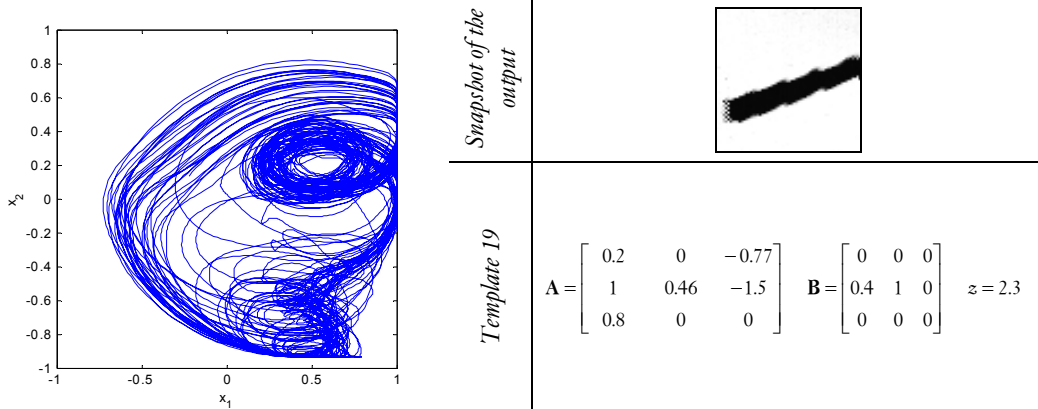 1
0.8
0.6
0.4
0.2
0
-0.2
-0.4
-0.6
-0.8
-1
x2
-1 -0.5 0 0.5 1
x1
Snapshot of the
output
Template 19
A = [ 0.2 0 −0.77
1 0.46 −1.5
0.8 0 0 ]
B = [ 0 0 0
0.4 1 0
0 0 0 ]
z = 2.3